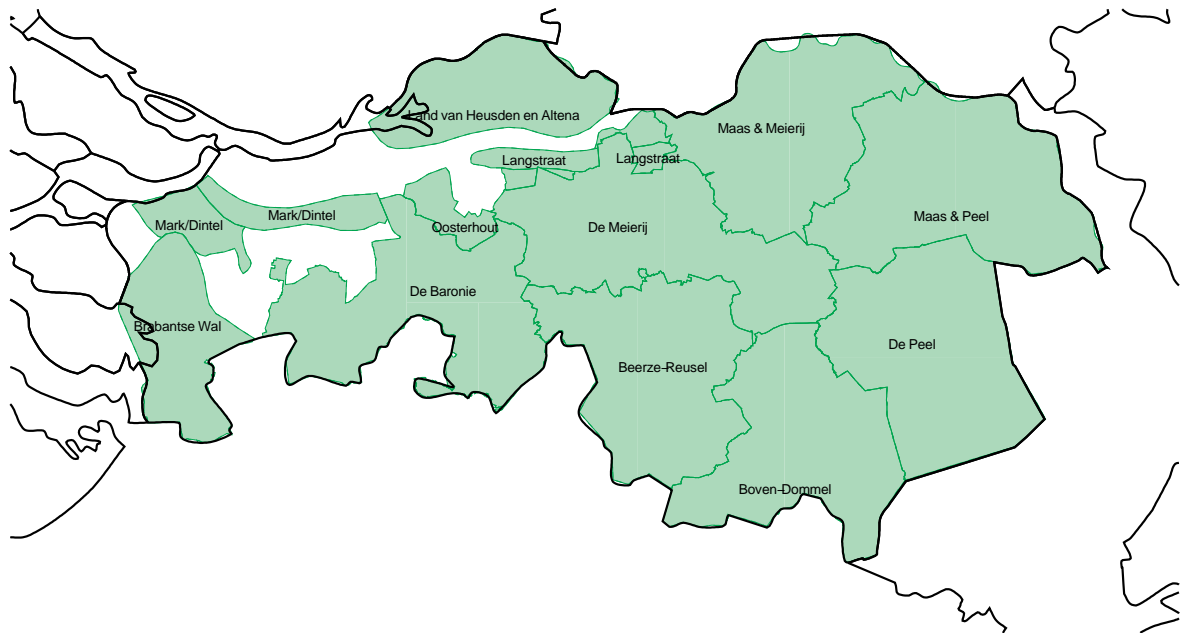 Land van Heusden en Altena
Maas & Meierij
Langstraat
Langstraat
Mark/Dintel
Mark/Dintel
Oosterhout
De Meierij
Maas & Peel
De Baronie
Brabantse Wal
De Peel
Beerze-Reusel
Boven-Dommel